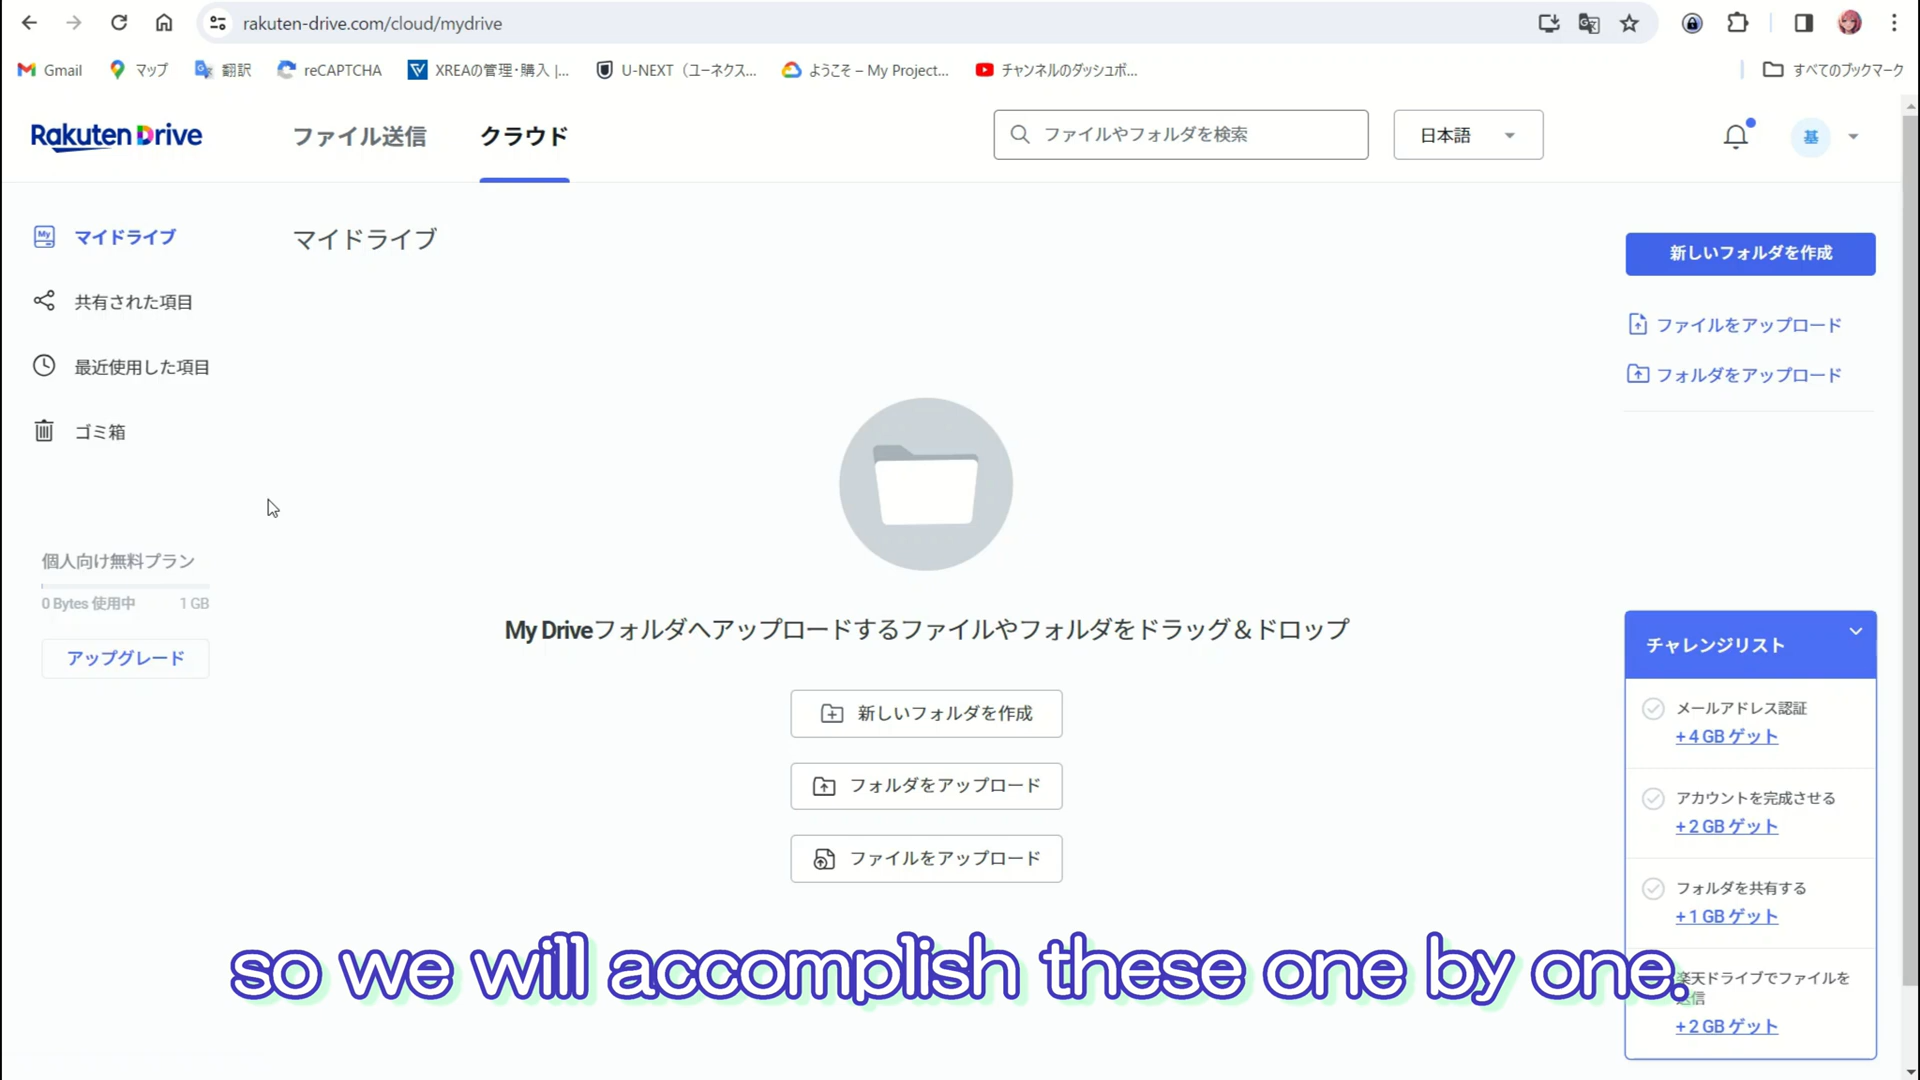 rakuten-drive.com/cloud/mydrive
Gmail
マップ
翻訳
reCAPTCHA
XREAの管理・購入 |...
U-NEXT（ユーネクス...
ようこそ – My Project...
チャンネルのダッシュボ...
すべてのブックマーク
Rakuten Drive
ファイル送信
クラウド
ファイルやフォルダを検索
日本語
基
My
マイドライブ
共有された項目
最近使用した項目
ゴミ箱
個人向け無料プラン
0 Bytes 使用中
1 GB
アップグレード
マイドライブ
My Driveフォルダへアップロードするファイルやフォルダをドラッグ＆ドロップ
新しいフォルダを作成
フォルダをアップロード
ファイルをアップロード
新しいフォルダを作成
ファイルをアップロード
フォルダをアップロード
チャレンジリスト
メールアドレス認証
+4 GB ゲット
アカウントを完成させる
+2 GB ゲット
フォルダを共有する
+1 GB ゲット
楽天ドライブでファイルを
送信
+2 GB ゲット
so we will accomplish these one by one.